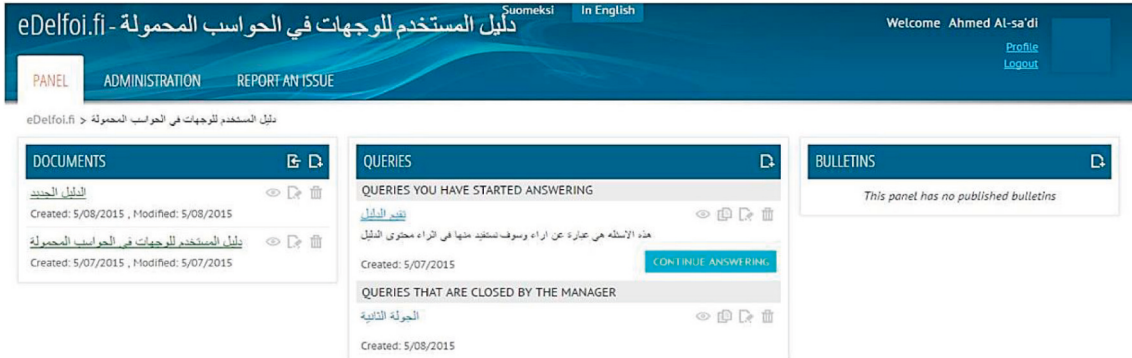 Suomeksi In English
eDelfoi.fi - دليل المستخدم للوجهات في الحواسب المحمولة
Welcome Ahmed Al-sa'di
Profile
Logout
PANEL ADMINISTRATION REPORT AN ISSUE
eDelfoi.fi > دليل المستخدم للوجهات في الحواسب المحمولة
DOCUMENTS
الدليل الجديد
Created: 5/08/2015 , Modified: 5/08/2015
دليل المستخدم للوجهات في الحواسب المحمولة
Created: 5/07/2015 , Modified: 5/07/2015
QUERIES
QUERIES YOU HAVE STARTED ANSWERING
تقيم الدليل
هذه الاسئله هي عبارة عن اراء وسوف نستفيد منها في اثراء محتوى الدليل
Created: 5/07/2015
CONTINUE ANSWERING
QUERIES THAT ARE CLOSED BY THE MANAGER
الجولة الثانية
Created: 5/08/2015
BULLETINS
This panel has no published bulletins